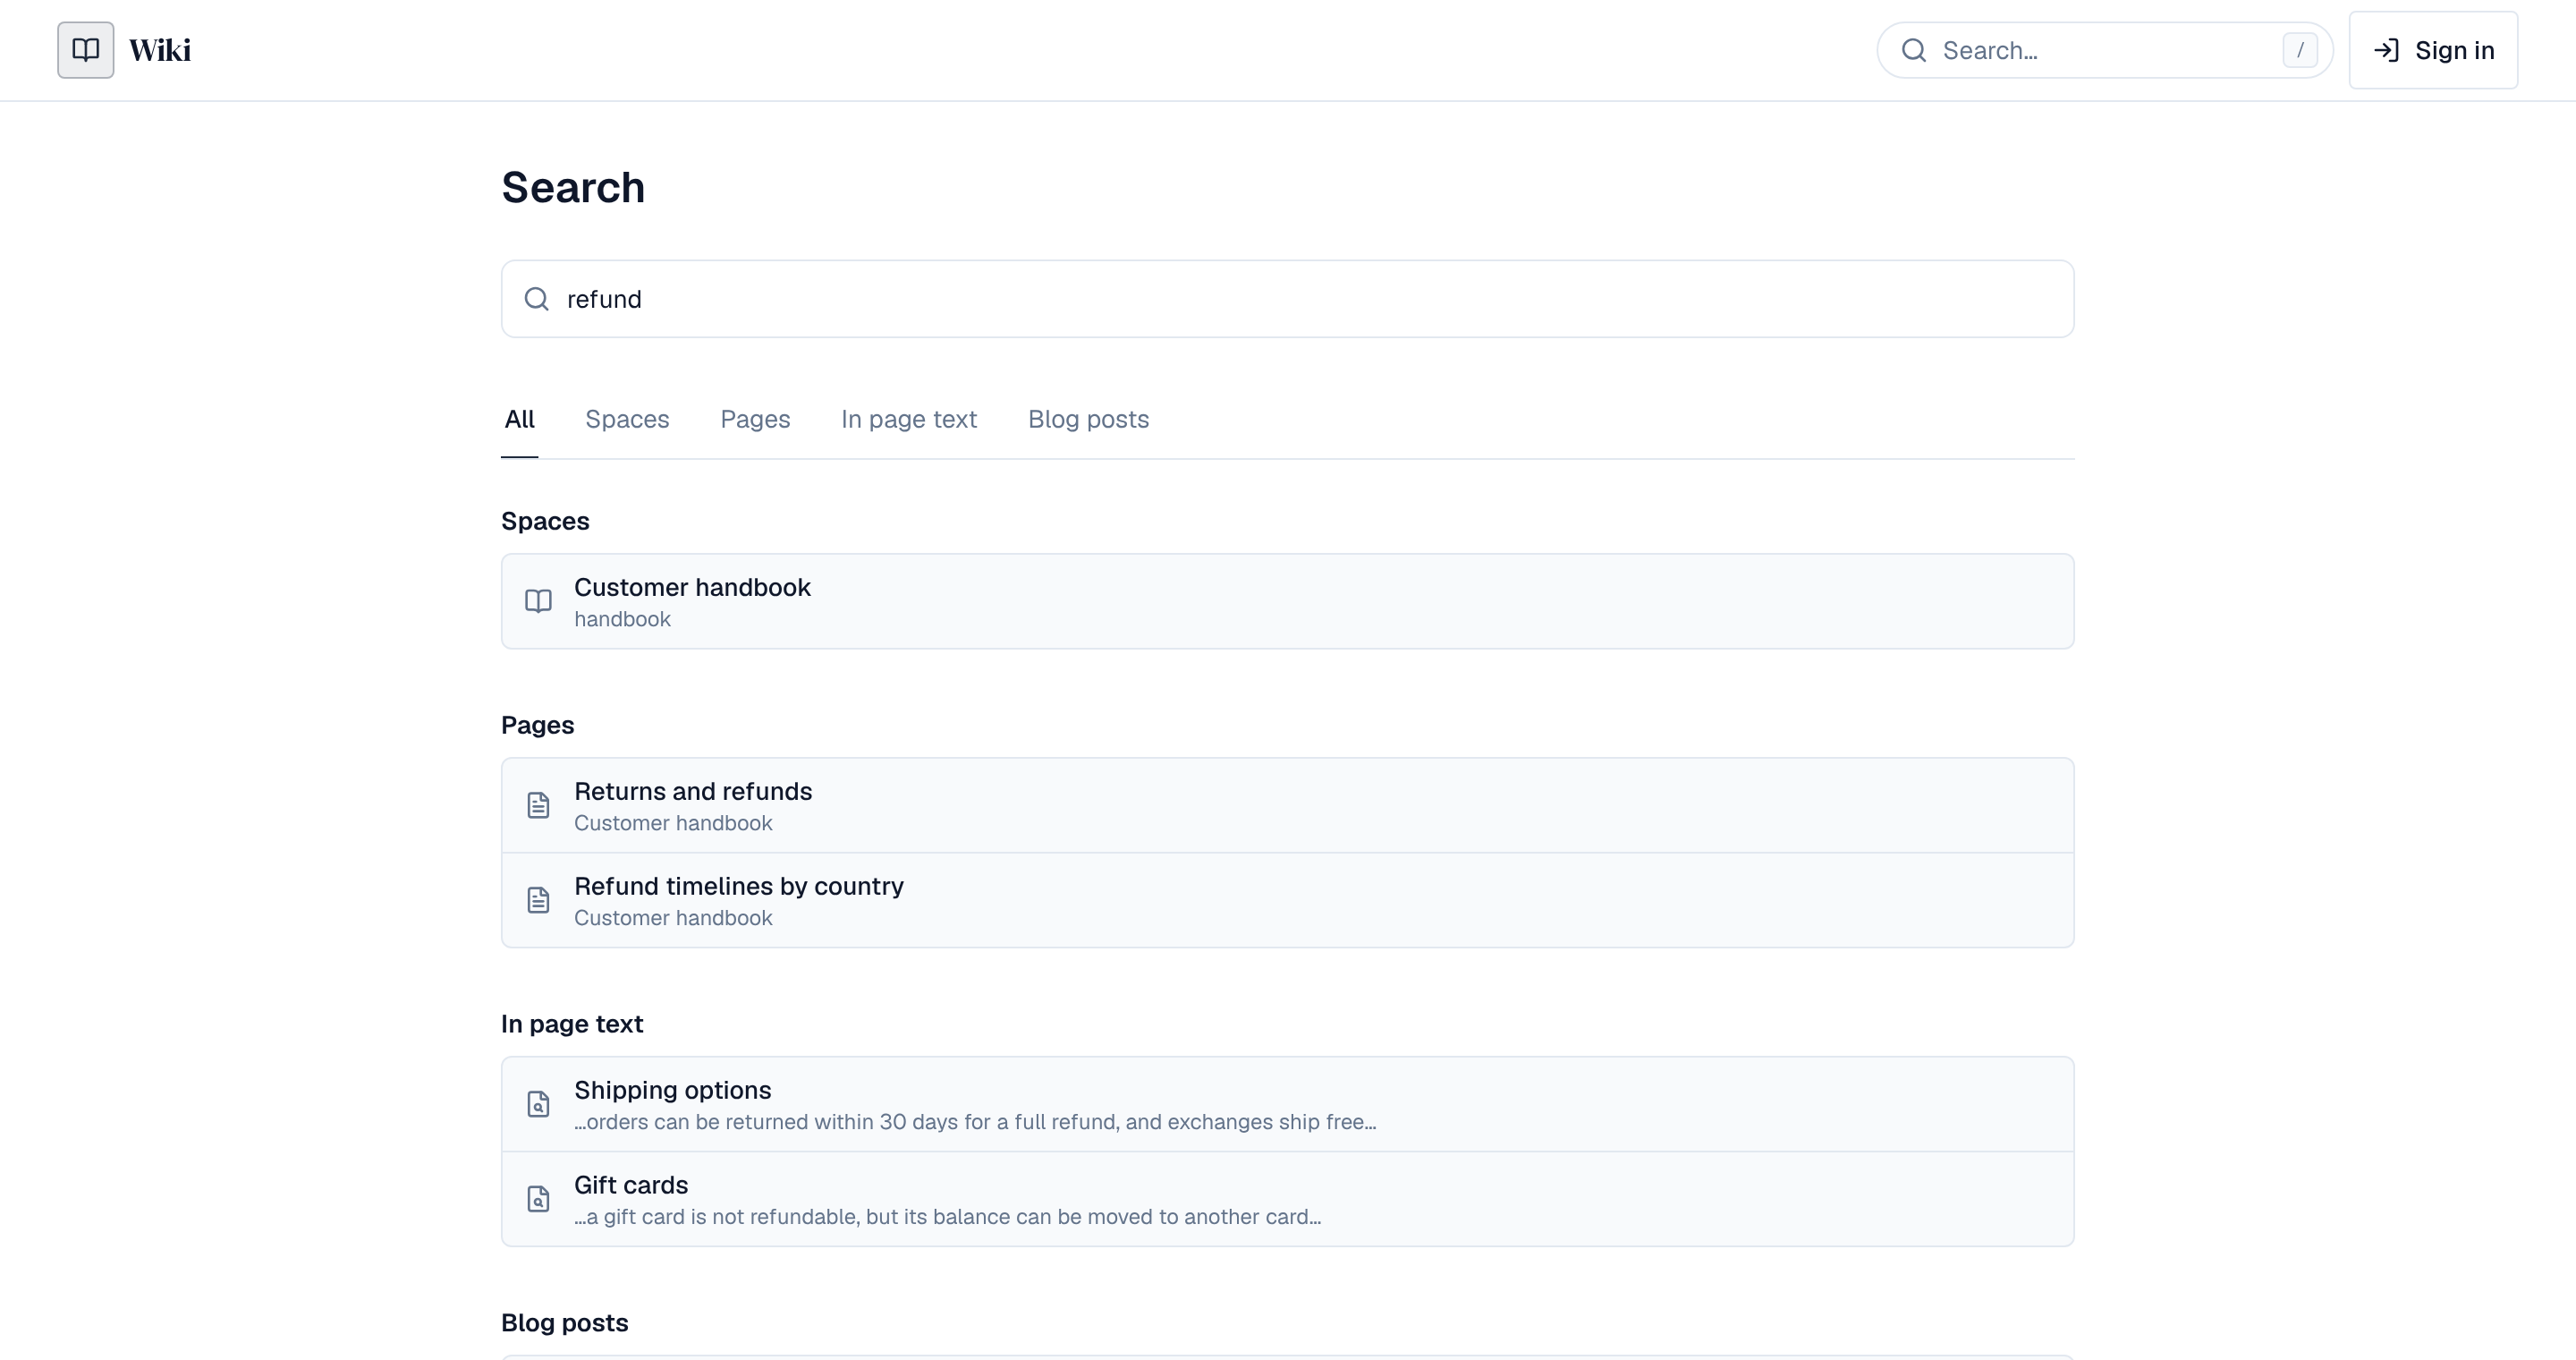 Wiki
Search...
/
Sign in
Search
refund
All
Spaces
Pages
In page text
Blog posts
Spaces
Customer handbook
handbook
Pages
Returns and refunds
Customer handbook
Refund timelines by country
Customer handbook
In page text
Shipping options
...orders can be returned within 30 days for a full refund, and exchanges ship free...
Gift cards
...a gift card is not refundable, but its balance can be moved to another card...
Blog posts